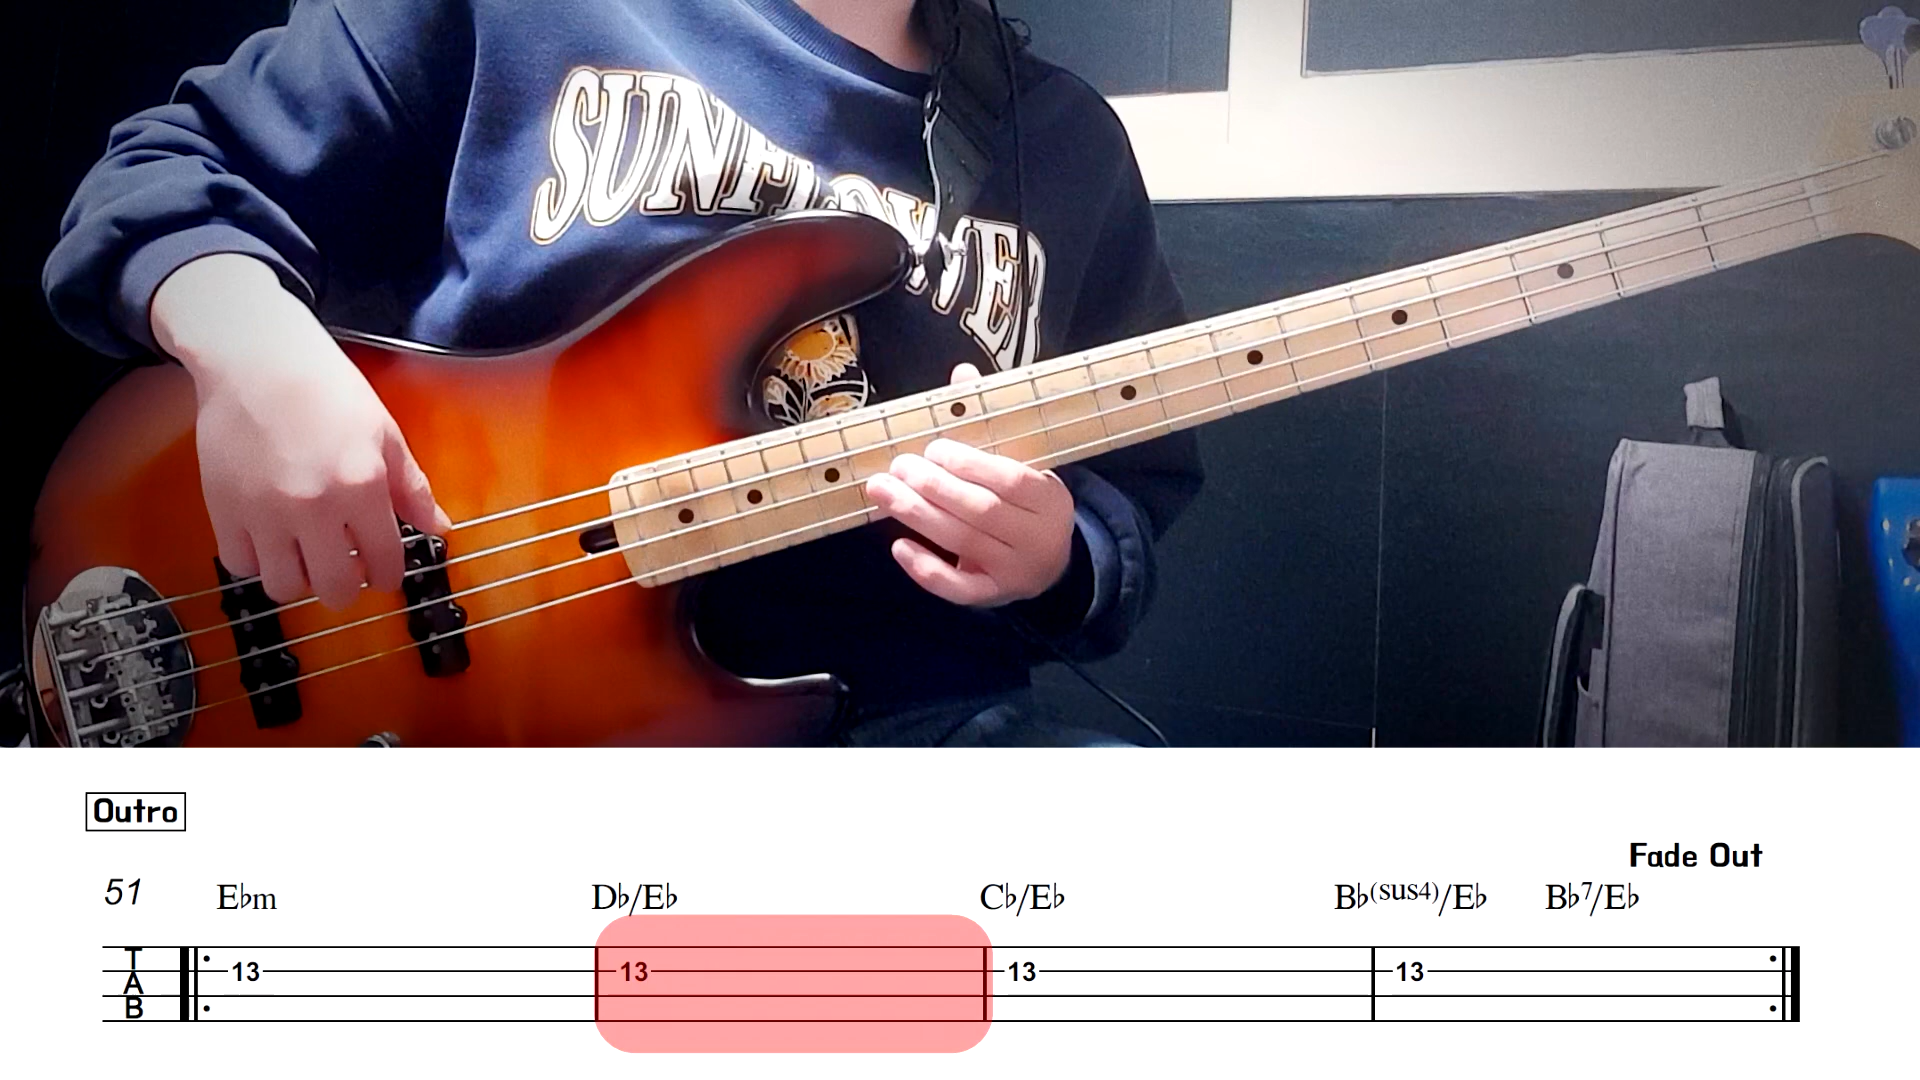 SUNFLOWER
Outro
Fade Out
51 E♭m D♭/E♭ C♭/E♭ B♭(sus4)/E♭ B♭7/E♭
T
A
B
13 13 13 13